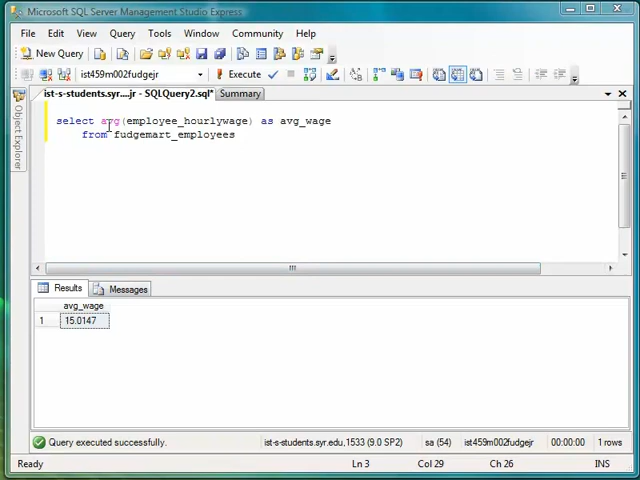 Microsoft SQL Server Management Studio Express
File Edit View Query Tools Window Community Help
New Query
ist459m002fudgejr Execute
ist-s-students.syr....jr - SQLQuery2.sql* Summary
Object Explorer
select avg(employee_hourlywage) as avg_wage
from fudgemart_employees
Results Messages
avg_wage
1 15.0147
Query executed successfully. ist-s-students.syr.edu,1533 (9.0 SP2) sa (54) ist459m002fudgejr 00:00:00 1 rows
Ready Ln 3 Col 29 Ch 26 INS